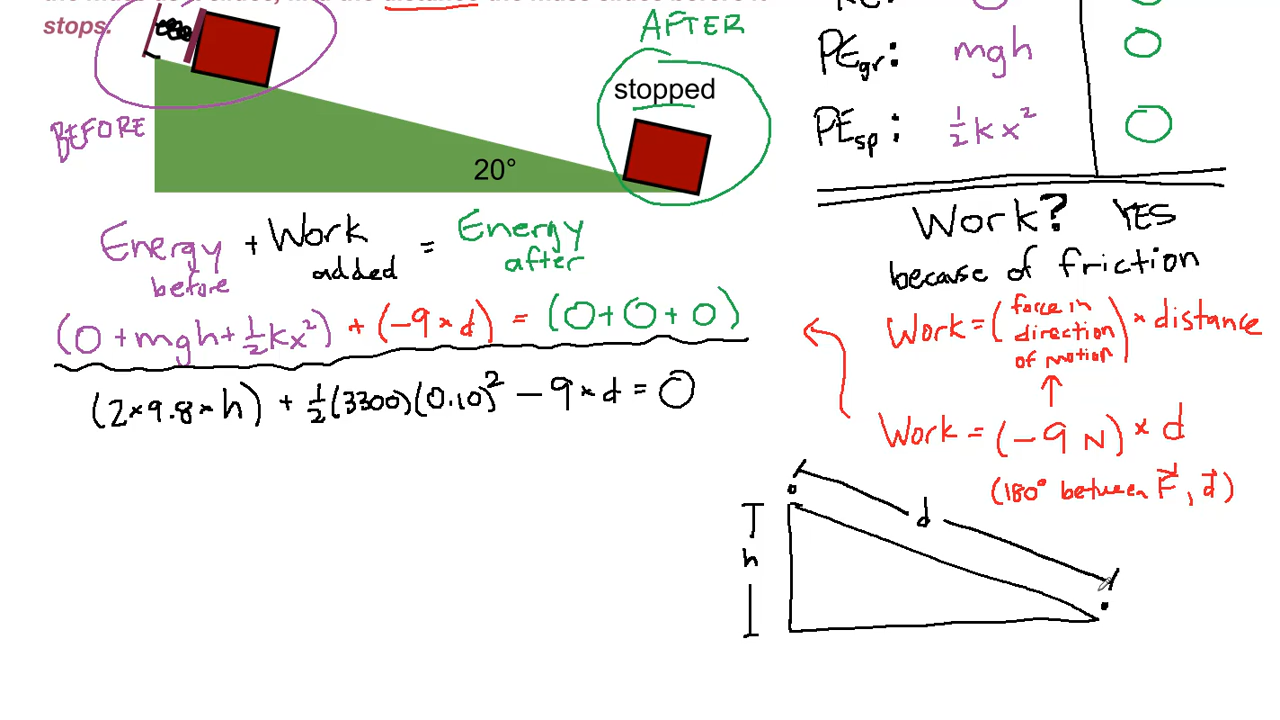 stops.
AFTER
stopped
BEFORE
20°
PEgr: mgh 0
PEsp: ½kx² 0
Energy before + Work added = Energy after
(0 + mgh + ½kx²) + (-9 × d) = (0 + 0 + 0)
(2 × 9.8 × h) + ½(3300)(0.10)² - 9 × d = 0
Work? YES
because of friction
Work = (force in direction of motion) × distance
Work = (-9 N) × d
(180° between F⃗, d⃗)
d
h